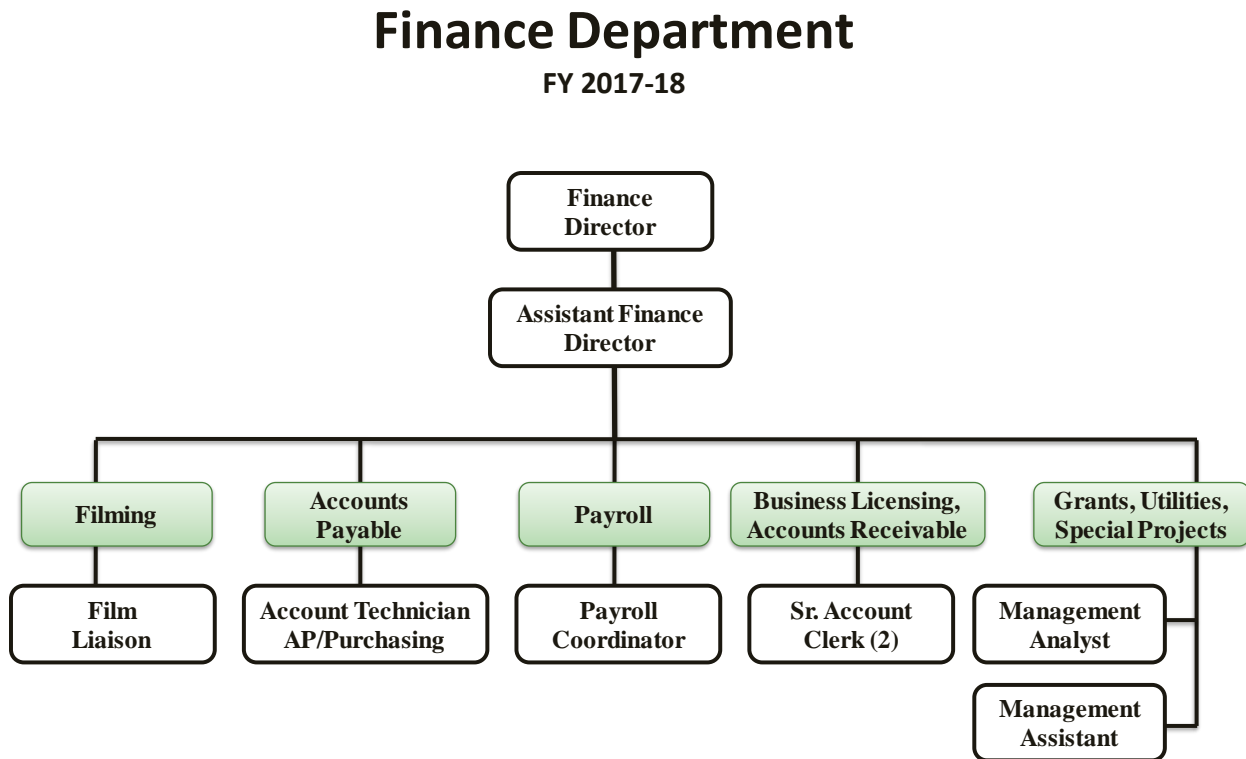 Finance Department
FY 2017-18
Finance
Director
Assistant Finance
Director
Filming
Accounts
Payable
Payroll
Business Licensing,
Accounts Receivable
Grants, Utilities,
Special Projects
Film
Liaison
Account Technician
AP/Purchasing
Payroll
Coordinator
Sr. Account
Clerk (2)
Management
Analyst
Management
Assistant